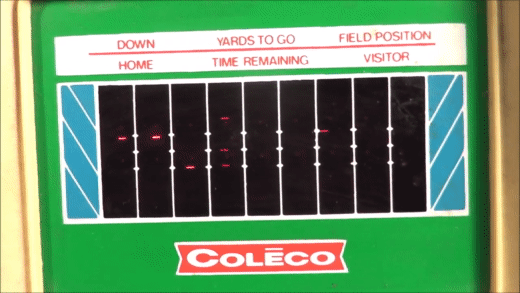 DOWN YARDS TO GO FIELD POSITION
HOME TIME REMAINING VISITOR
COLECO